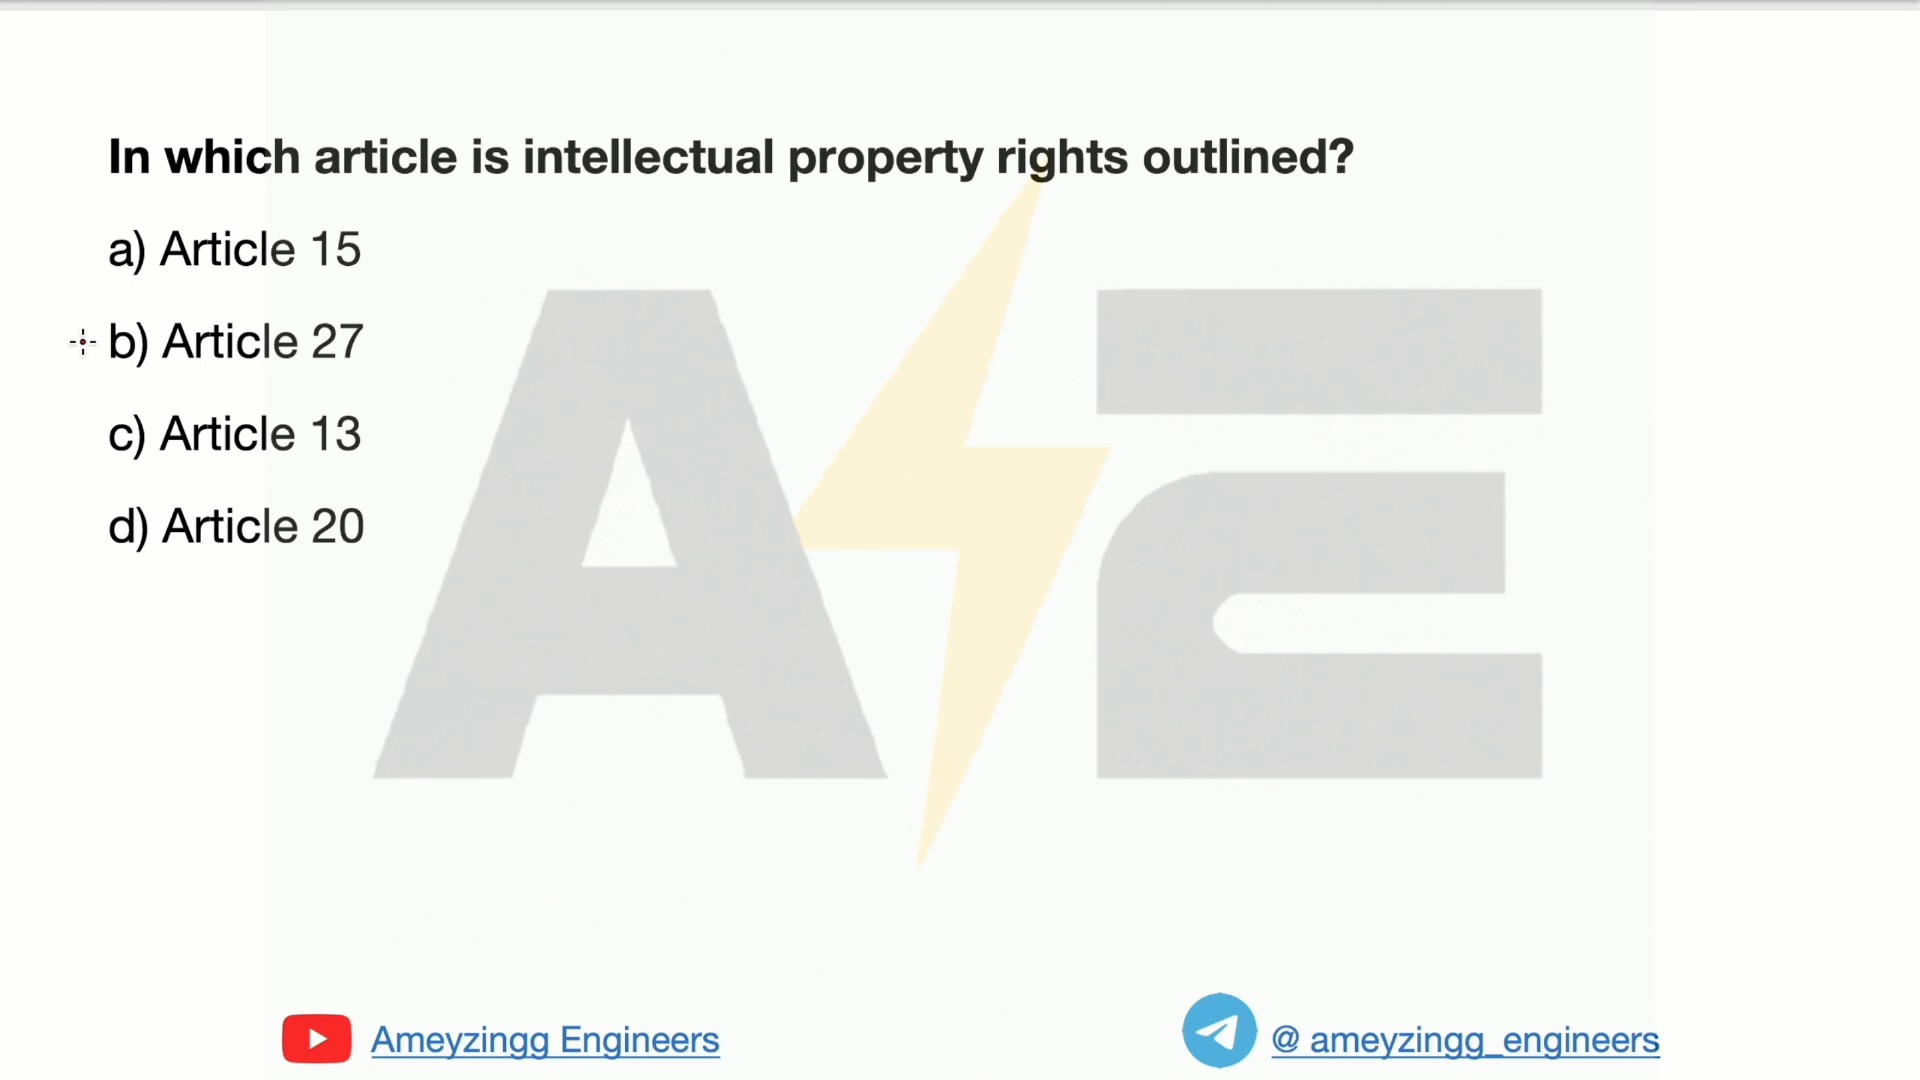 In which article is intellectual property rights outlined?
a) Article 15
b) Article 27
c) Article 13
d) Article 20
AE
Ameyzingg Engineers
@ ameyzingg_engineers